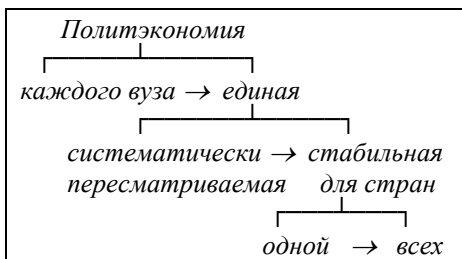 Политэкономия
каждого вуза → единая
систематически → стабильная
пересматриваемая для стран
одной → всех